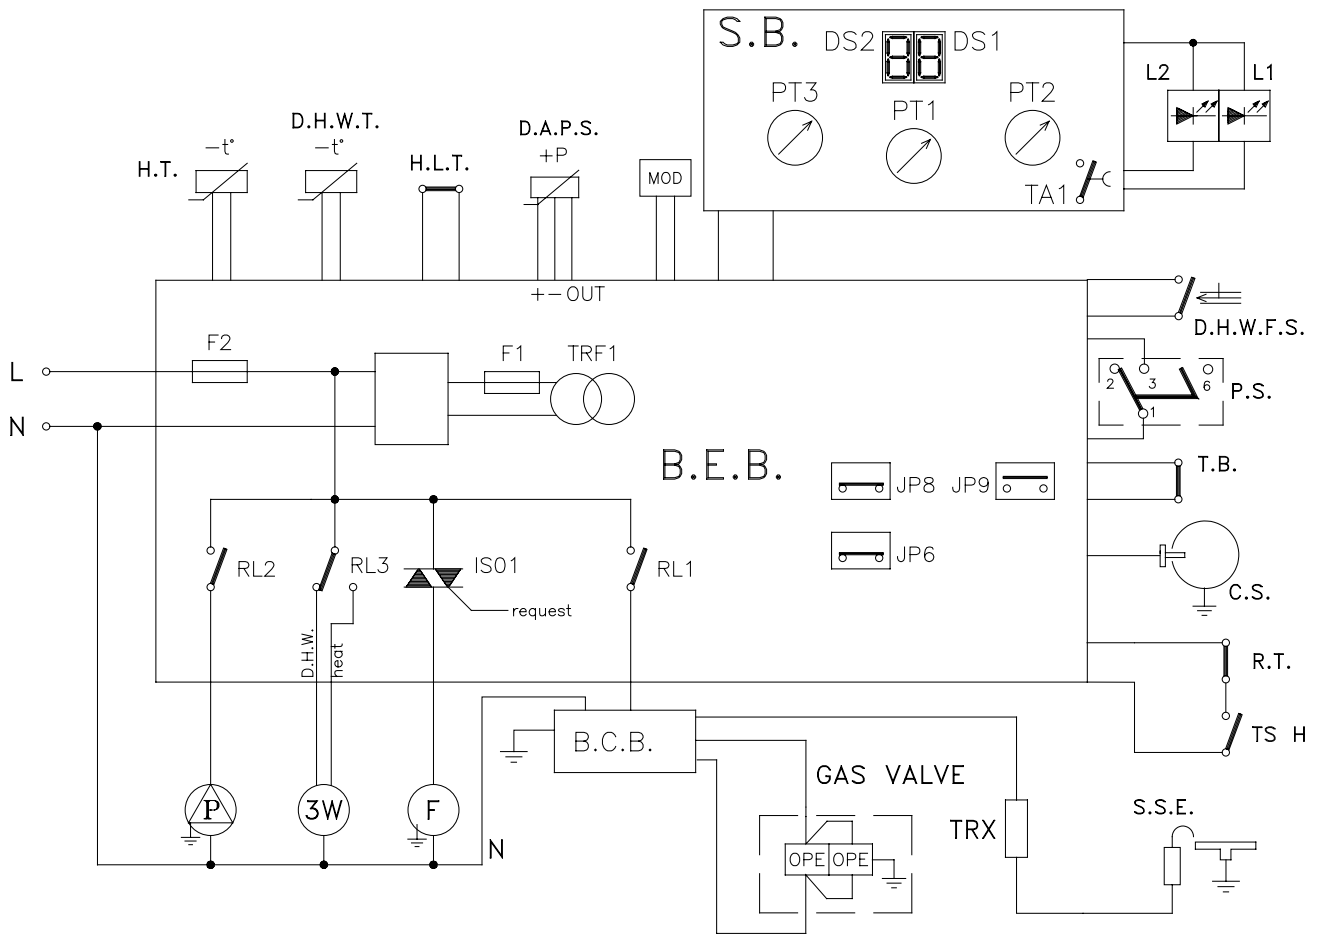 S.B.
DS2 DS1
PT3 PT1 PT2
TA1
L2 L1
H.T.
-t°
D.H.W.T.
-t°
H.L.T.
D.A.P.S.
+P
MOD
+-OUT
D.H.W.F.S.
2 3 6
1
P.S.
T.B.
C.S.
R.T.
TS H
L
N
F2
F1
TRF1
B.E.B.
JP8 JP9
JP6
RL2
RL3
IS01
request
RL1
D.H.W.
heat
B.C.B.
GAS VALVE
OPE OPE
TRX
S.S.E.
P
3W
F
N